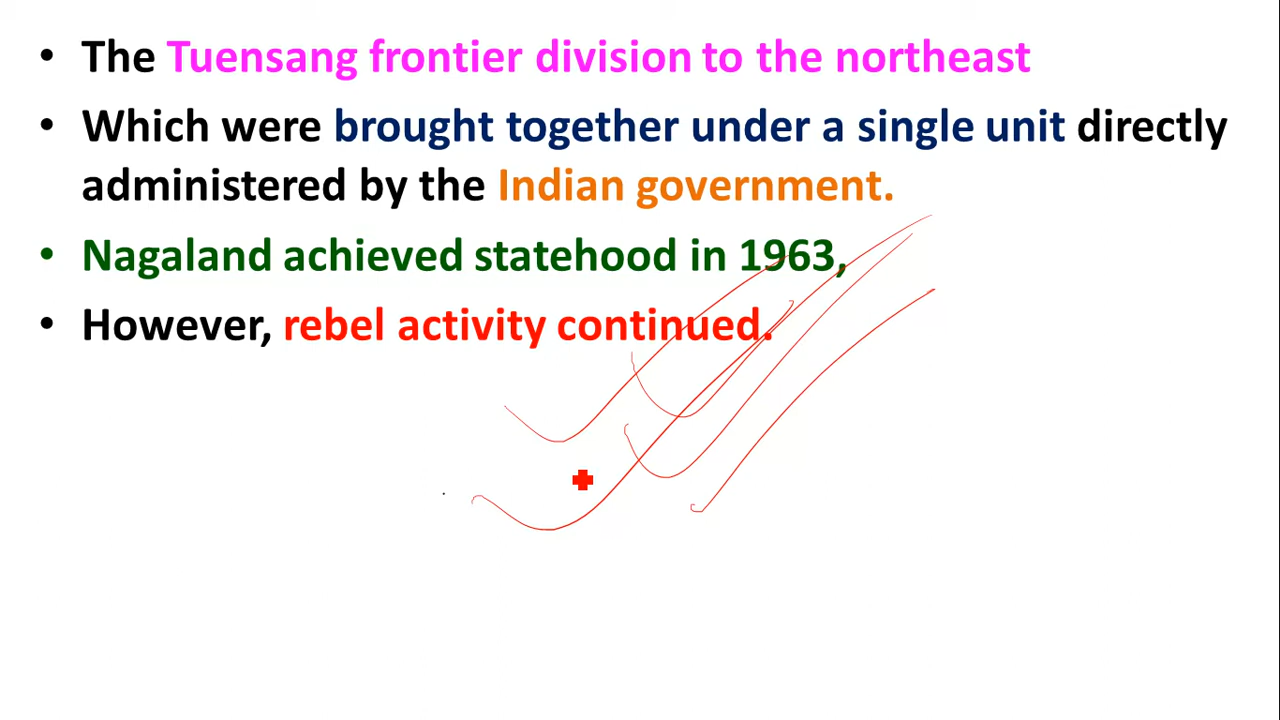 • The Tuensang frontier division to the northeast
• Which were brought together under a single unit directly
administered by the Indian government.
• Nagaland achieved statehood in 1963,
• However, rebel activity continued.